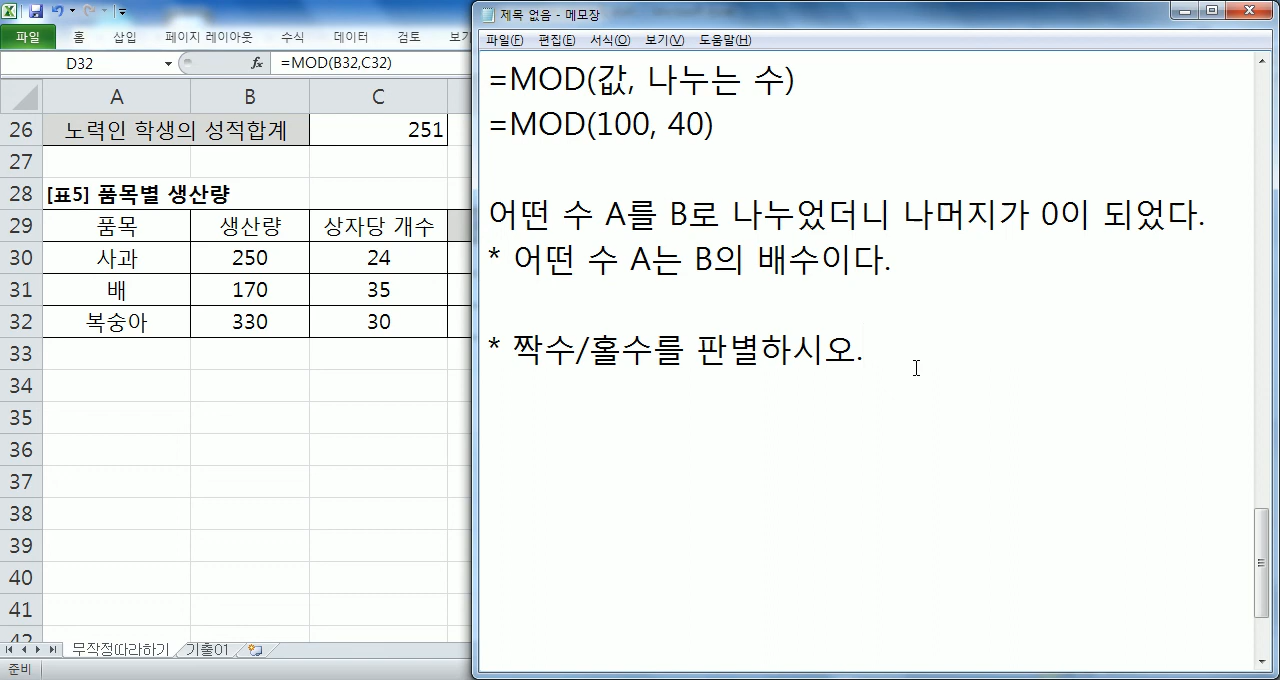 제목 없음 - 메모장
파일 홈 삽입 페이지 레이아웃 수식 데이터 검토 보기
파일(F) 편집(E) 서식(O) 보기(V) 도움말(H)
D32 fx =MOD(B32,C32)
A B C
26 노력인 학생의 성적합계 251
27
28 [표5] 품목별 생산량
29 품목 생산량 상자당 개수
30 사과 250 24
31 배 170 35
32 복숭아 330 30
33
34
35
36
37
38
39
40
41
42
무작정따라하기 기출01
준비
=MOD(값, 나누는 수)
=MOD(100, 40)
어떤 수 A를 B로 나누었더니 나머지가 0이 되었다.
* 어떤 수 A는 B의 배수이다.
* 짝수/홀수를 판별하시오.